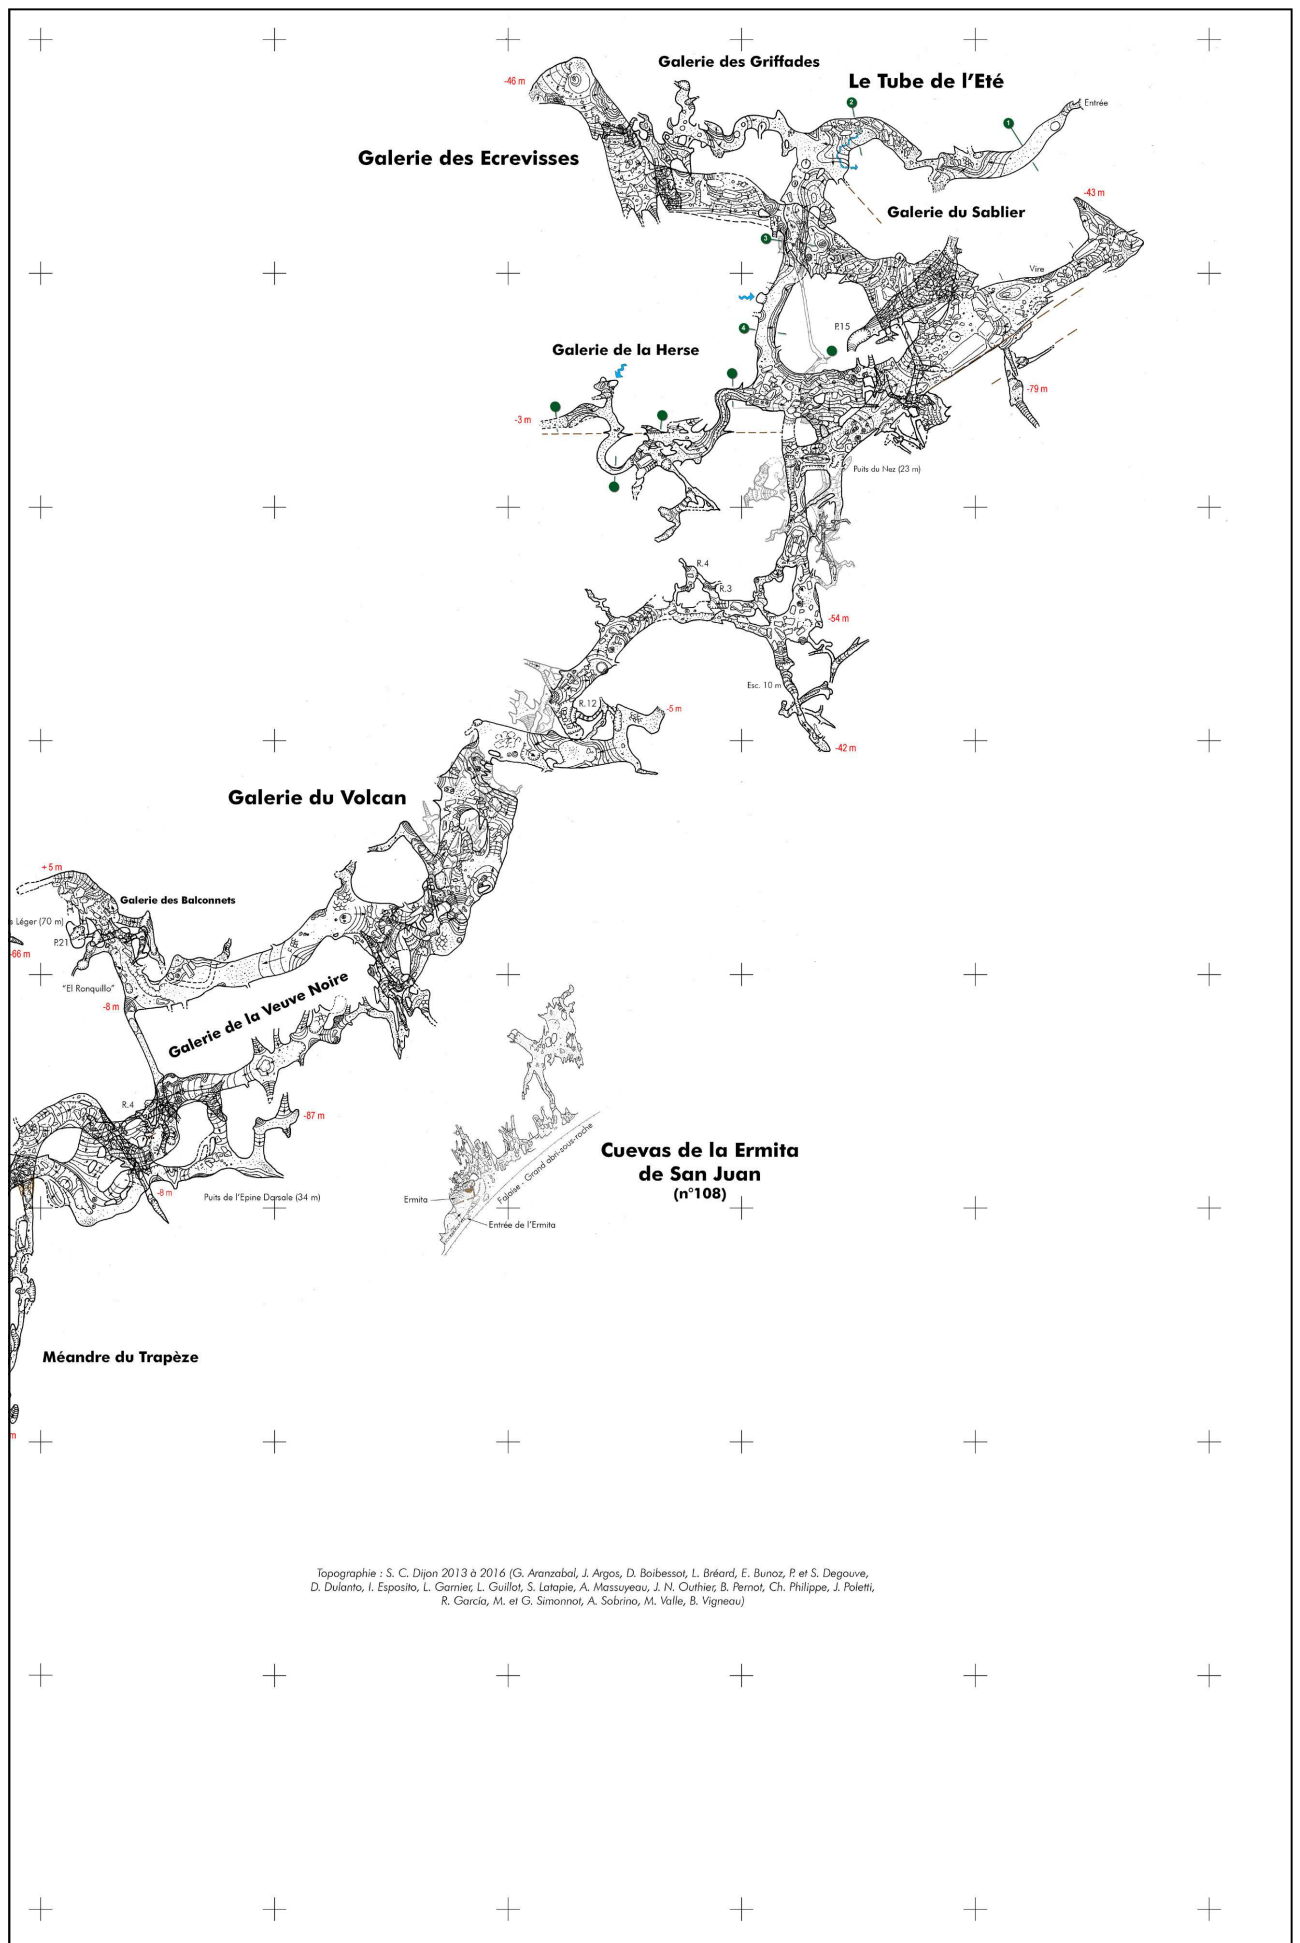 Galerie des Griffades
-46 m
Le Tube de l'Eté
2
Entrée
1
Galerie des Ecrevisses
-43 m
Galerie du Sablier
3
Vire
4
P.15
Galerie de la Herse
-79 m
-3 m
Puits du Nez (23 m)
R.4
R.3
-54 m
Esc. 10 m
R.12
-5 m
-42 m
Galerie du Volcan
+ 5 m
Galerie des Balconnets
s Léger (70 m)
P.21
-66 m
"El Ronquillo"
-8 m
Galerie de la Veuve Noire
R.4
-87 m
Cuevas de la Ermita
de San Juan
(n°108)
Falaise - Grand abri-sous-roche
-8 m
Puits de l'Epine Dorsale (34 m)
Ermita
Entrée de l'Ermita
Méandre du Trapèze
m
Topographie : S. C. Dijon 2013 à 2016 (G. Aranzabal, J. Argos, D. Boibessot, L. Bréard, E. Bunoz, P. et S. Degouve,
D. Dulanto, I. Esposito, L. Garnier, L. Guillot, S. Latapie, A. Massuyeau, J. N. Outhier, B. Pernot, Ch. Philippe, J. Poletti,
R. García, M. et G. Simonnot, A. Sobrino, M. Valle, B. Vigneau)